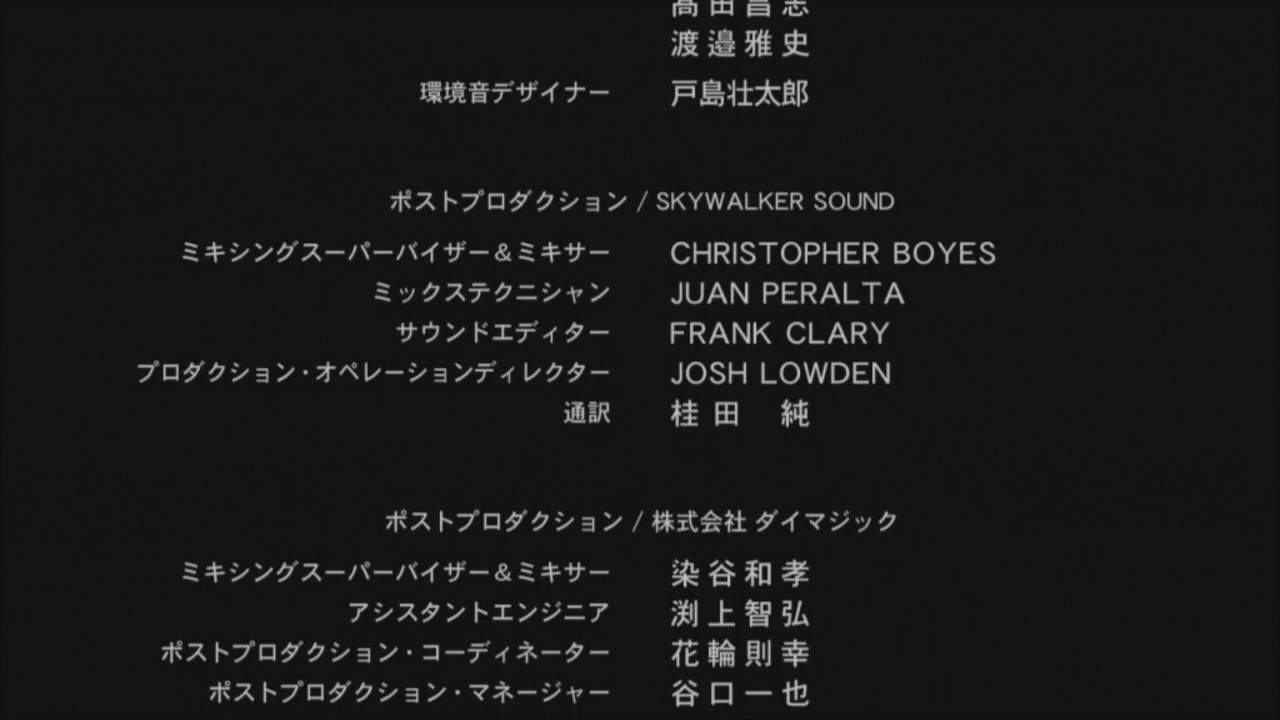 髙田昌志
渡邉雅史
環境音デザイナー 戸島壮太郎
ポストプロダクション / SKYWALKER SOUND
ミキシングスーパーバイザー＆ミキサー CHRISTOPHER BOYES
ミックステクニシャン JUAN PERALTA
サウンドエディター FRANK CLARY
プロダクション・オペレーションディレクター JOSH LOWDEN
通訳 桂田 純
ポストプロダクション / 株式会社 ダイマジック
ミキシングスーパーバイザー＆ミキサー 染谷和孝
アシスタントエンジニア 渕上智弘
ポストプロダクション・コーディネーター 花輪則幸
ポストプロダクション・マネージャー 谷口一也